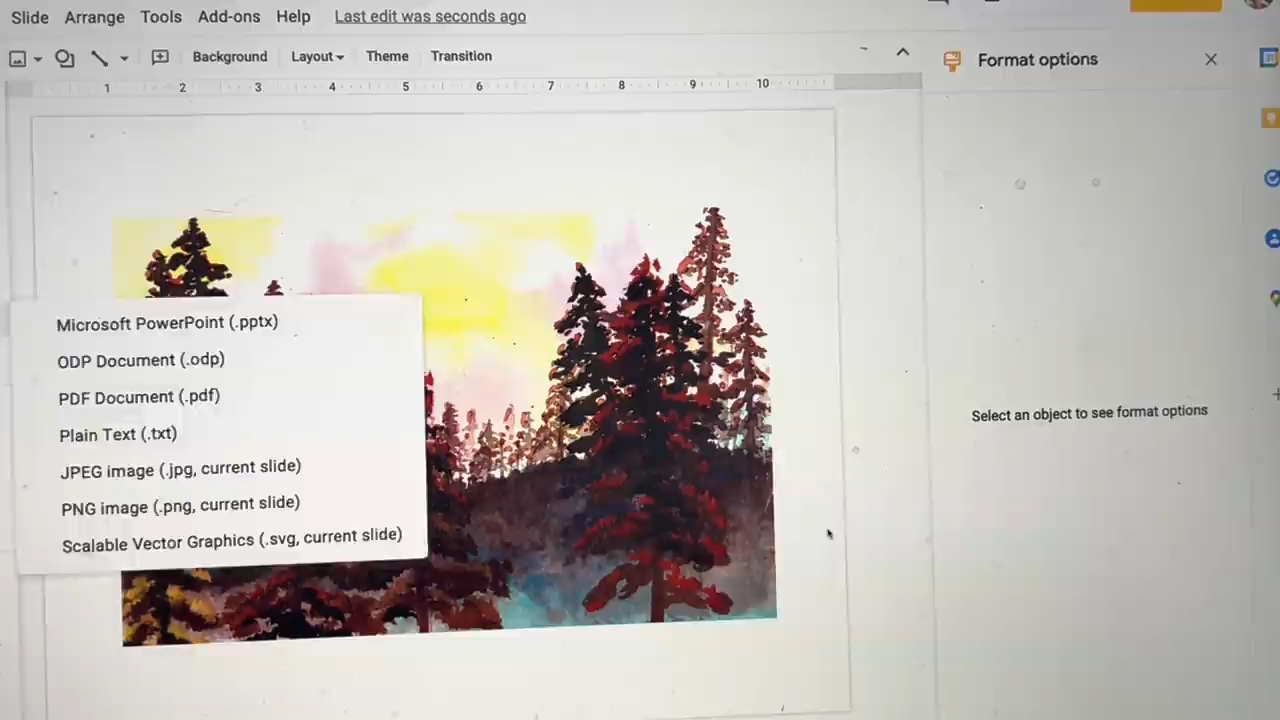 Slide Arrange Tools Add-ons Help Last edit was seconds ago
Background Layout Theme Transition
Format options
1 2 3 4 5 6 7 8 9 10
Microsoft PowerPoint (.pptx)
ODP Document (.odp)
PDF Document (.pdf)
Plain Text (.txt)
JPEG image (.jpg, current slide)
PNG image (.png, current slide)
Scalable Vector Graphics (.svg, current slide)
Select an object to see format options